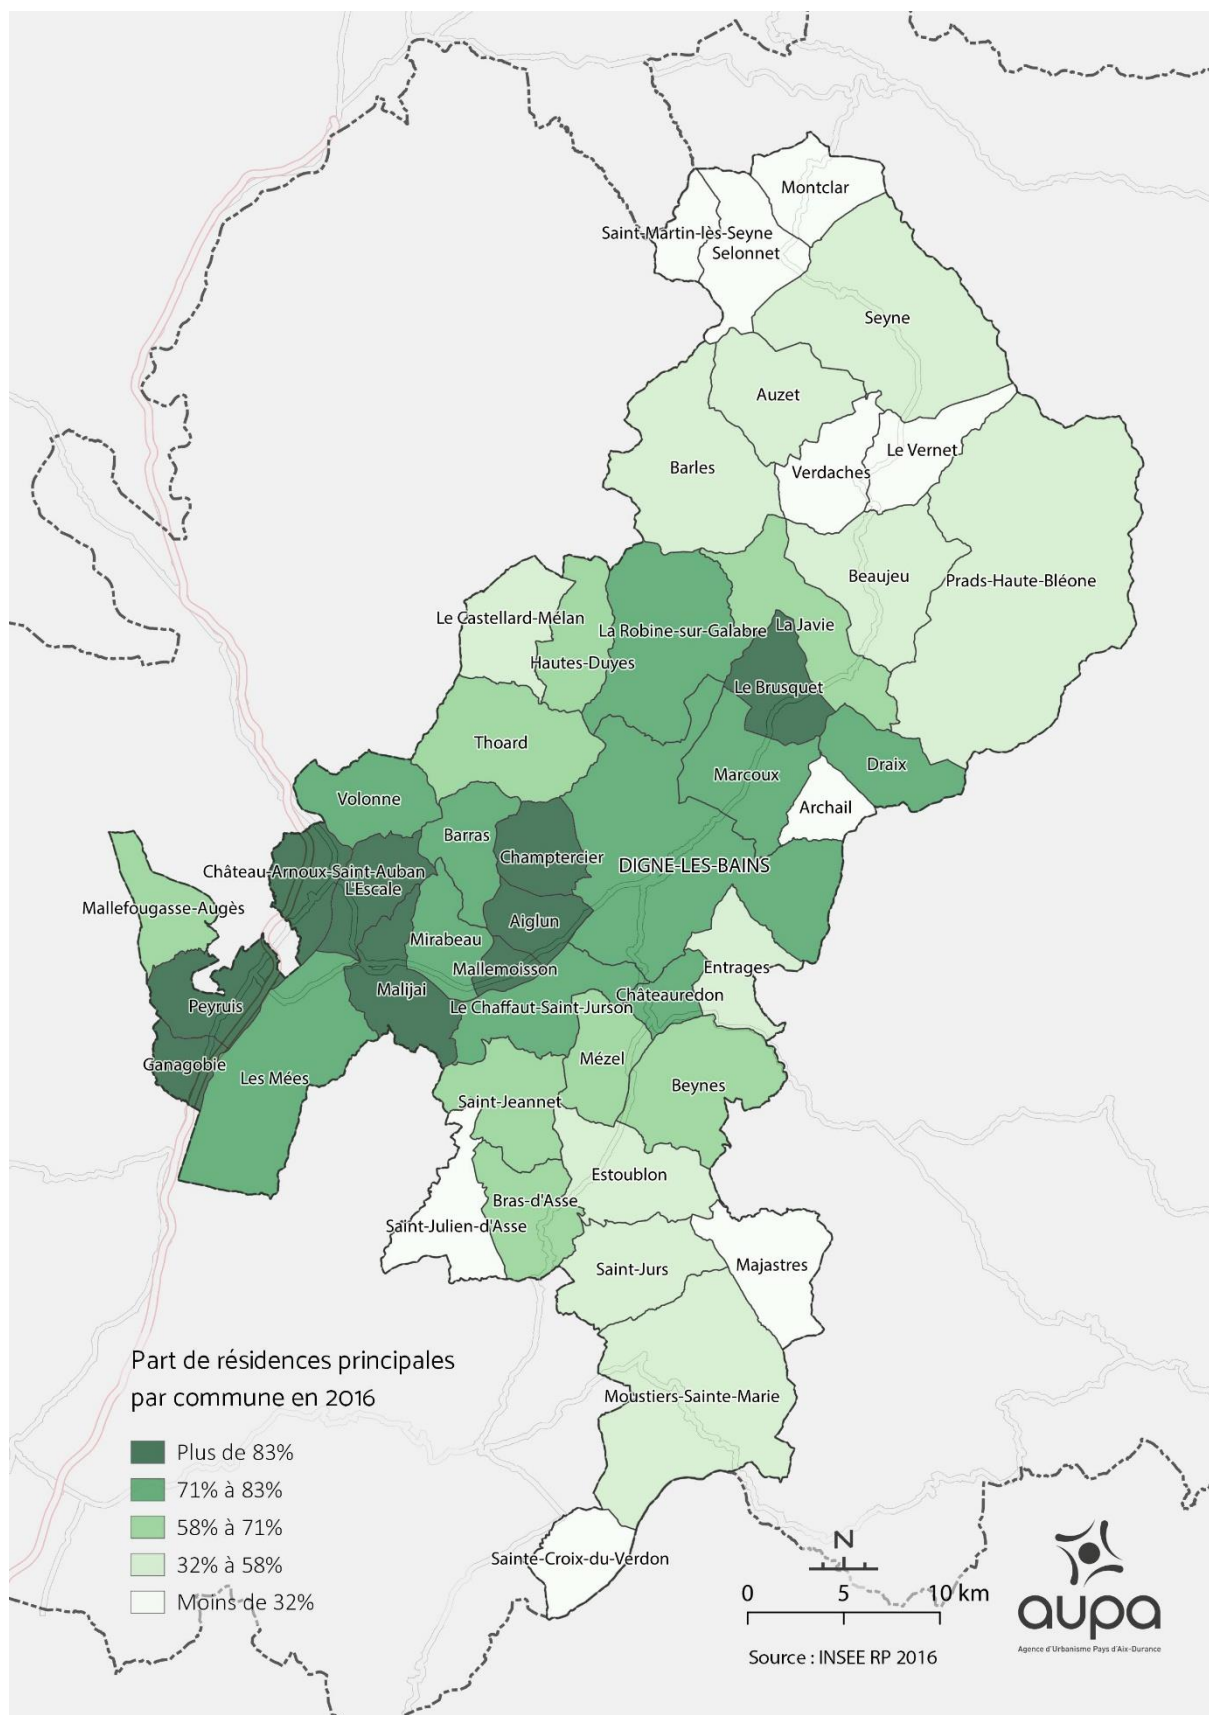 Montclar
Saint-Martin-lès-Seyne
Selonnet
Seyne
Auzet
Le Vernet
Barles
Verdaches
Beaujeu
Prads-Haute-Bléone
Le Castellard-Mélan
La Robine-sur-Galabre
La Javie
Hautes-Duyes
Le Brusquet
Thoard
Marcoux
Draix
Volonne
Archail
Barras
Champtercier
DIGNE-LES-BAINS
Château-Arnoux-Saint-Auban
L'Escale
Mallefougasse-Augès
Aiglun
Mirabeau
Entrages
Mallemoisson
Malijai
Châteauredon
Peyruis
Le Chaffaut-Saint-Jurson
Mézel
Ganagobie
Les Mées
Beynes
Saint-Jeannet
Estoublon
Bras-d'Asse
Saint-Julien-d'Asse
Saint-Jurs
Majastres
Moustiers-Sainte-Marie
Sainte-Croix-du-Verdon
Part de résidences principales
par commune en 2016
Plus de 83%
71% à 83%
58% à 71%
32% à 58%
Moins de 32%
N
0 5 10 km
Source : INSEE RP 2016
aupa
Agence d'Urbanisme Pays d'Aix-Durance